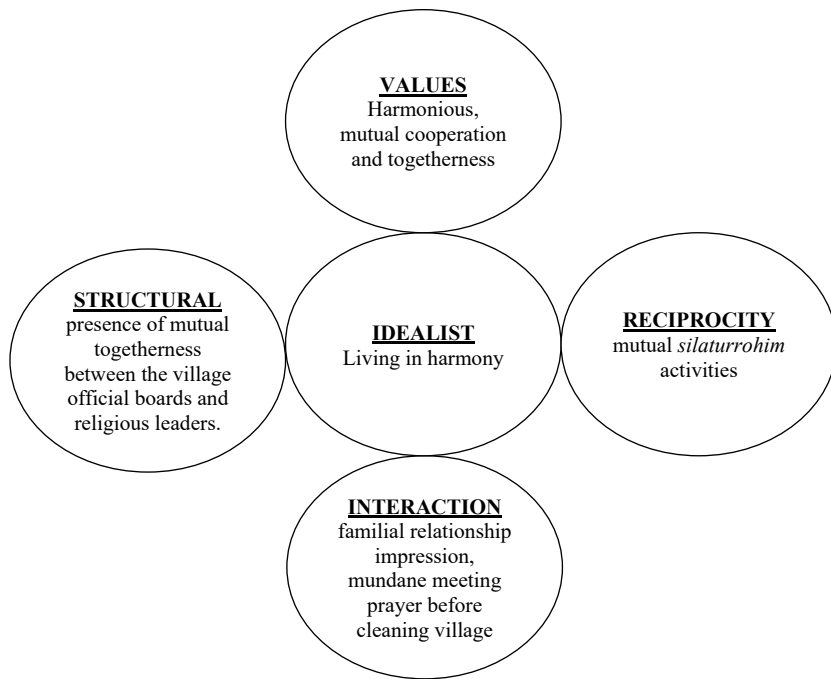 VALUES
Harmonious,
mutual cooperation
and togetherness
STRUCTURAL
presence of mutual
togetherness
between the village
official boards and
religious leaders.
IDEALIST
Living in harmony
RECIPROCITY
mutual silaturrohim
activities
INTERACTION
familial relationship
impression,
mundane meeting
prayer before
cleaning village